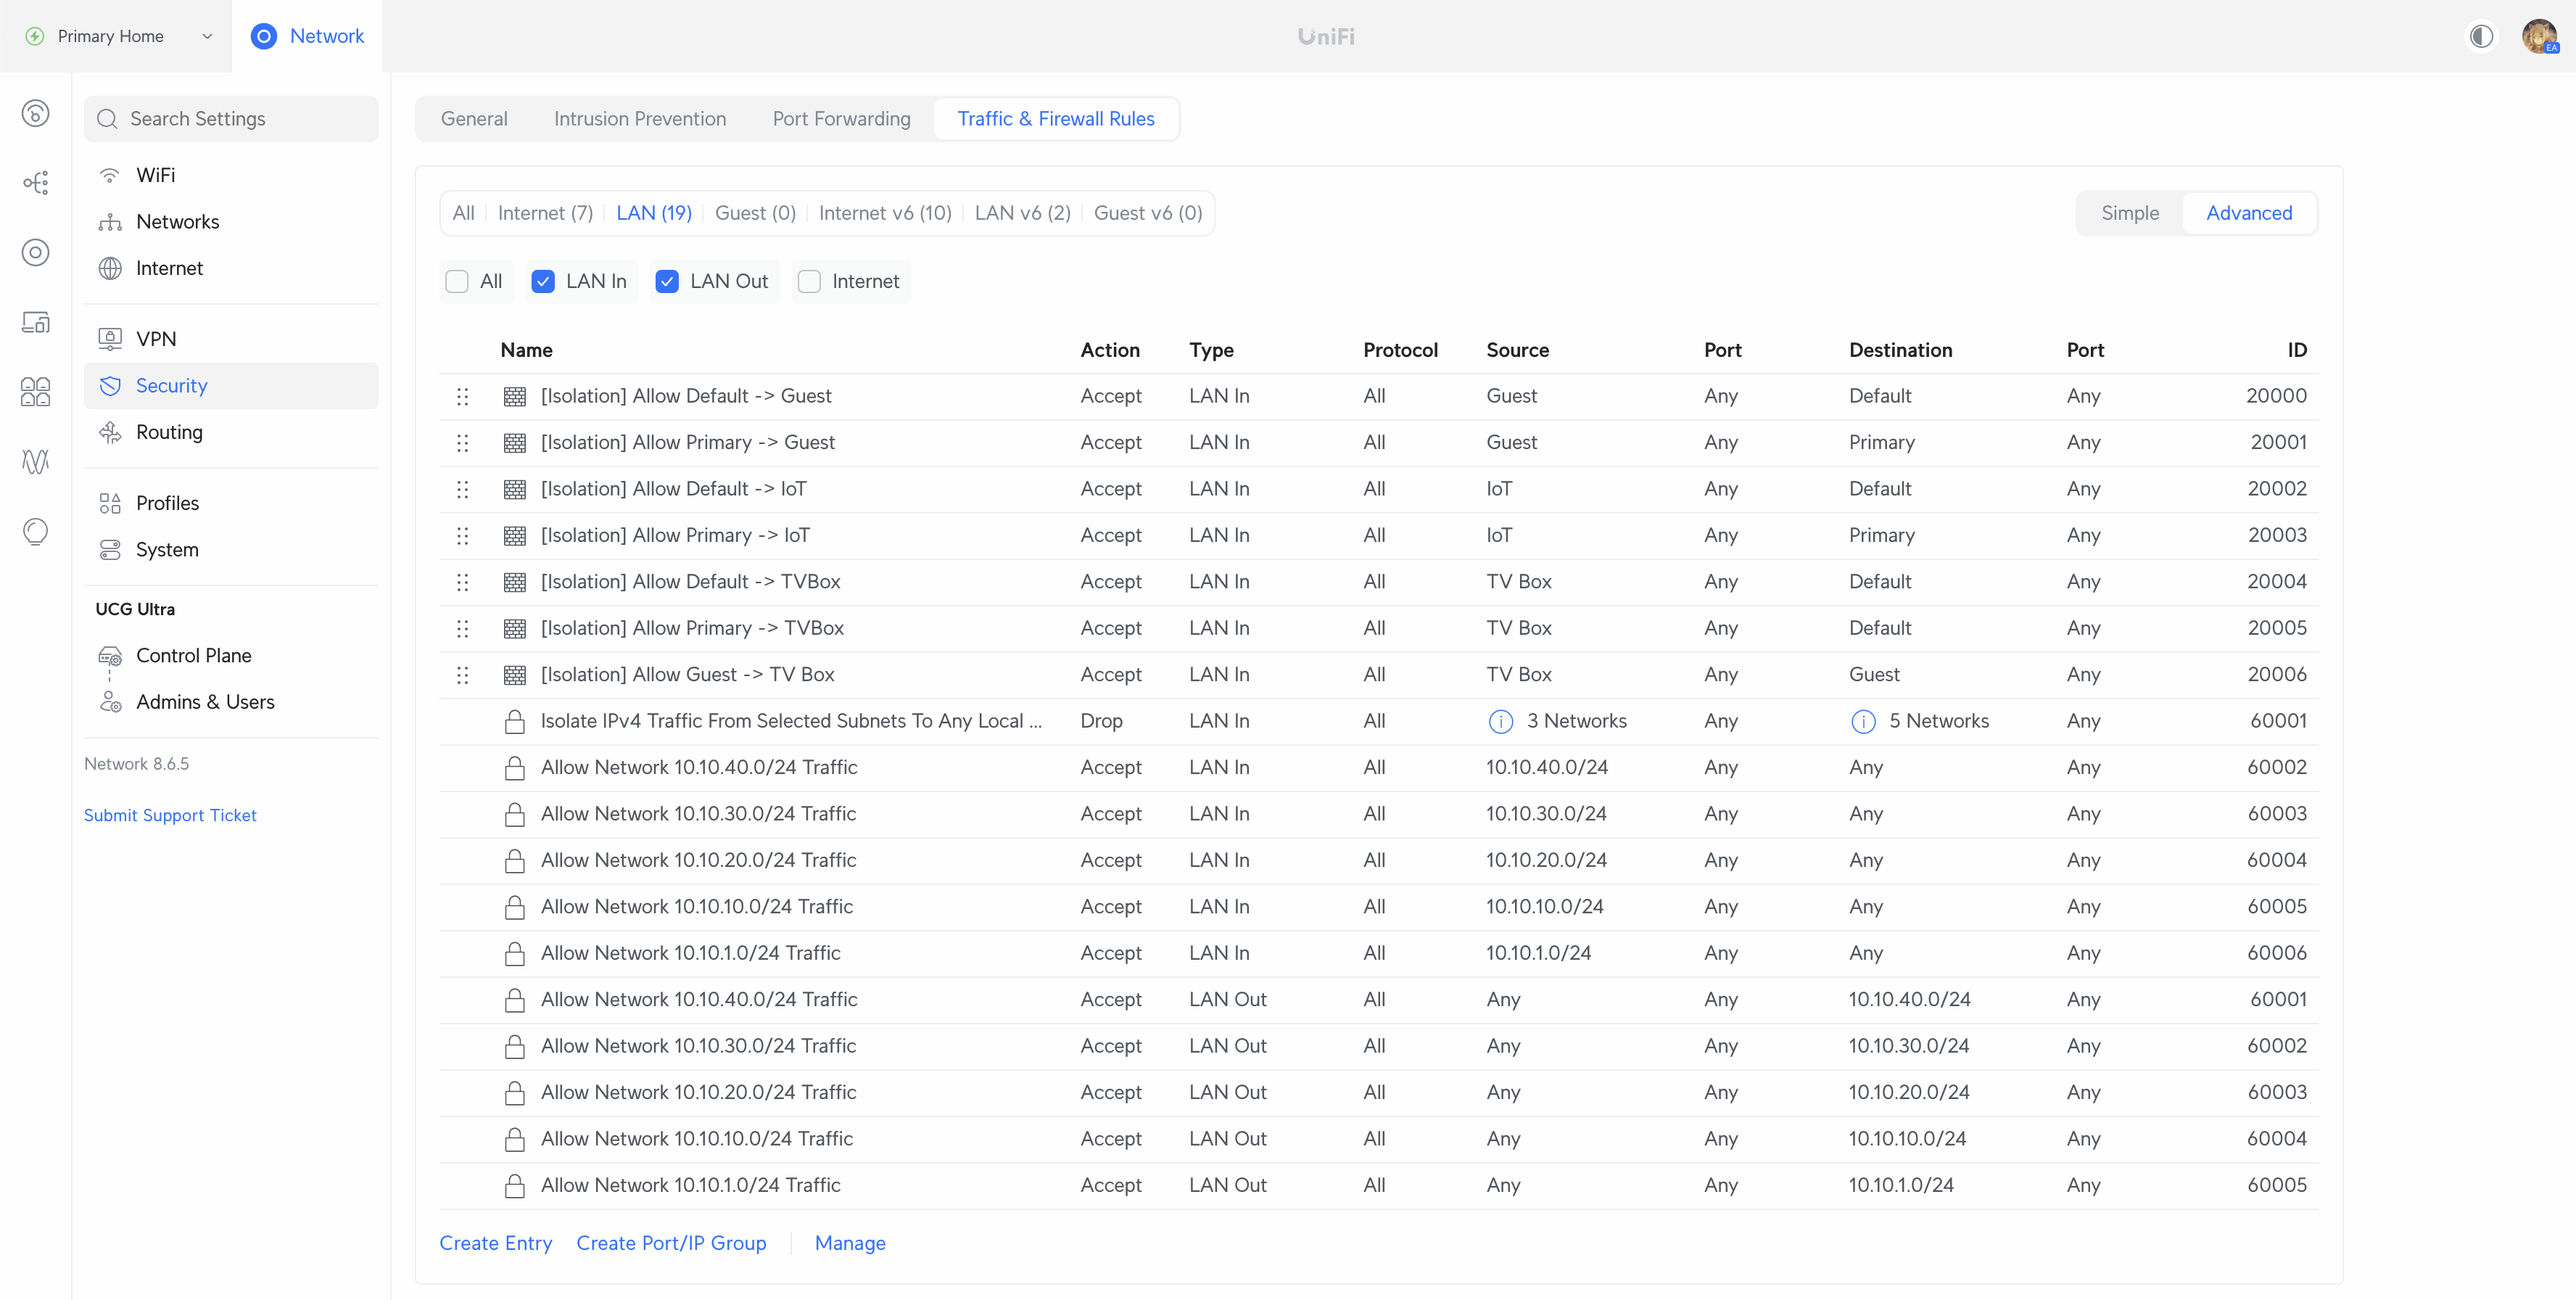 Primary Home
Network
UniFi
EA
Search Settings
WiFi
Networks
Internet
VPN
Security
Routing
Profiles
System
UCG Ultra
Control Plane
Admins & Users
Network 8.6.5
Submit Support Ticket
General Intrusion Prevention Port Forwarding Traffic & Firewall Rules
All Internet (7) LAN (19) Guest (0) Internet v6 (10) LAN v6 (2) Guest v6 (0)
Simple Advanced
All LAN In LAN Out Internet
Name Action Type Protocol Source Port Destination Port ID
[Isolation] Allow Default -> Guest Accept LAN In All Guest Any Default Any 20000
[Isolation] Allow Primary -> Guest Accept LAN In All Guest Any Primary Any 20001
[Isolation] Allow Default -> IoT Accept LAN In All IoT Any Default Any 20002
[Isolation] Allow Primary -> IoT Accept LAN In All IoT Any Primary Any 20003
[Isolation] Allow Default -> TVBox Accept LAN In All TV Box Any Default Any 20004
[Isolation] Allow Primary -> TVBox Accept LAN In All TV Box Any Default Any 20005
[Isolation] Allow Guest -> TV Box Accept LAN In All TV Box Any Guest Any 20006
Isolate IPv4 Traffic From Selected Subnets To Any Local ... Drop LAN In All 3 Networks Any 5 Networks Any 60001
Allow Network 10.10.40.0/24 Traffic Accept LAN In All 10.10.40.0/24 Any Any Any 60002
Allow Network 10.10.30.0/24 Traffic Accept LAN In All 10.10.30.0/24 Any Any Any 60003
Allow Network 10.10.20.0/24 Traffic Accept LAN In All 10.10.20.0/24 Any Any Any 60004
Allow Network 10.10.10.0/24 Traffic Accept LAN In All 10.10.10.0/24 Any Any Any 60005
Allow Network 10.10.1.0/24 Traffic Accept LAN In All 10.10.1.0/24 Any Any Any 60006
Allow Network 10.10.40.0/24 Traffic Accept LAN Out All Any Any 10.10.40.0/24 Any 60001
Allow Network 10.10.30.0/24 Traffic Accept LAN Out All Any Any 10.10.30.0/24 Any 60002
Allow Network 10.10.20.0/24 Traffic Accept LAN Out All Any Any 10.10.20.0/24 Any 60003
Allow Network 10.10.10.0/24 Traffic Accept LAN Out All Any Any 10.10.10.0/24 Any 60004
Allow Network 10.10.1.0/24 Traffic Accept LAN Out All Any Any 10.10.1.0/24 Any 60005
Create Entry Create Port/IP Group Manage